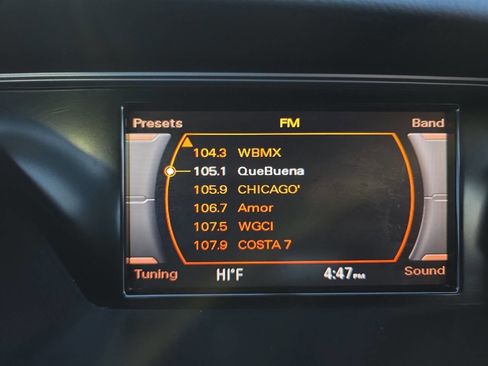 Presets FM Band
104.3 WBMX
105.1 QueBuena
105.9 CHICAGO'
106.7 Amor
107.5 WGCI
107.9 COSTA 7
Tuning HI°F 4:47PM Sound